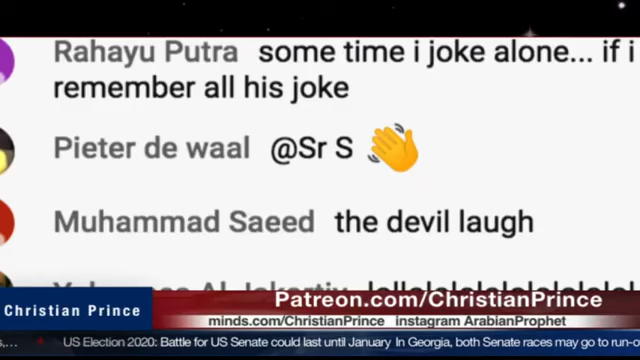 Rahayu Putra some time i joke alone... if i
remember all his joke
Pieter de waal @Sr S 👋
Muhammad Saeed the devil laugh
Christian Prince
Patreon.com/ChristianPrince
minds.com/ChristianPrince instagram ArabianProphet
US Election 2020: Battle for US Senate could last until January In Georgia, both Senate races may go to run-o